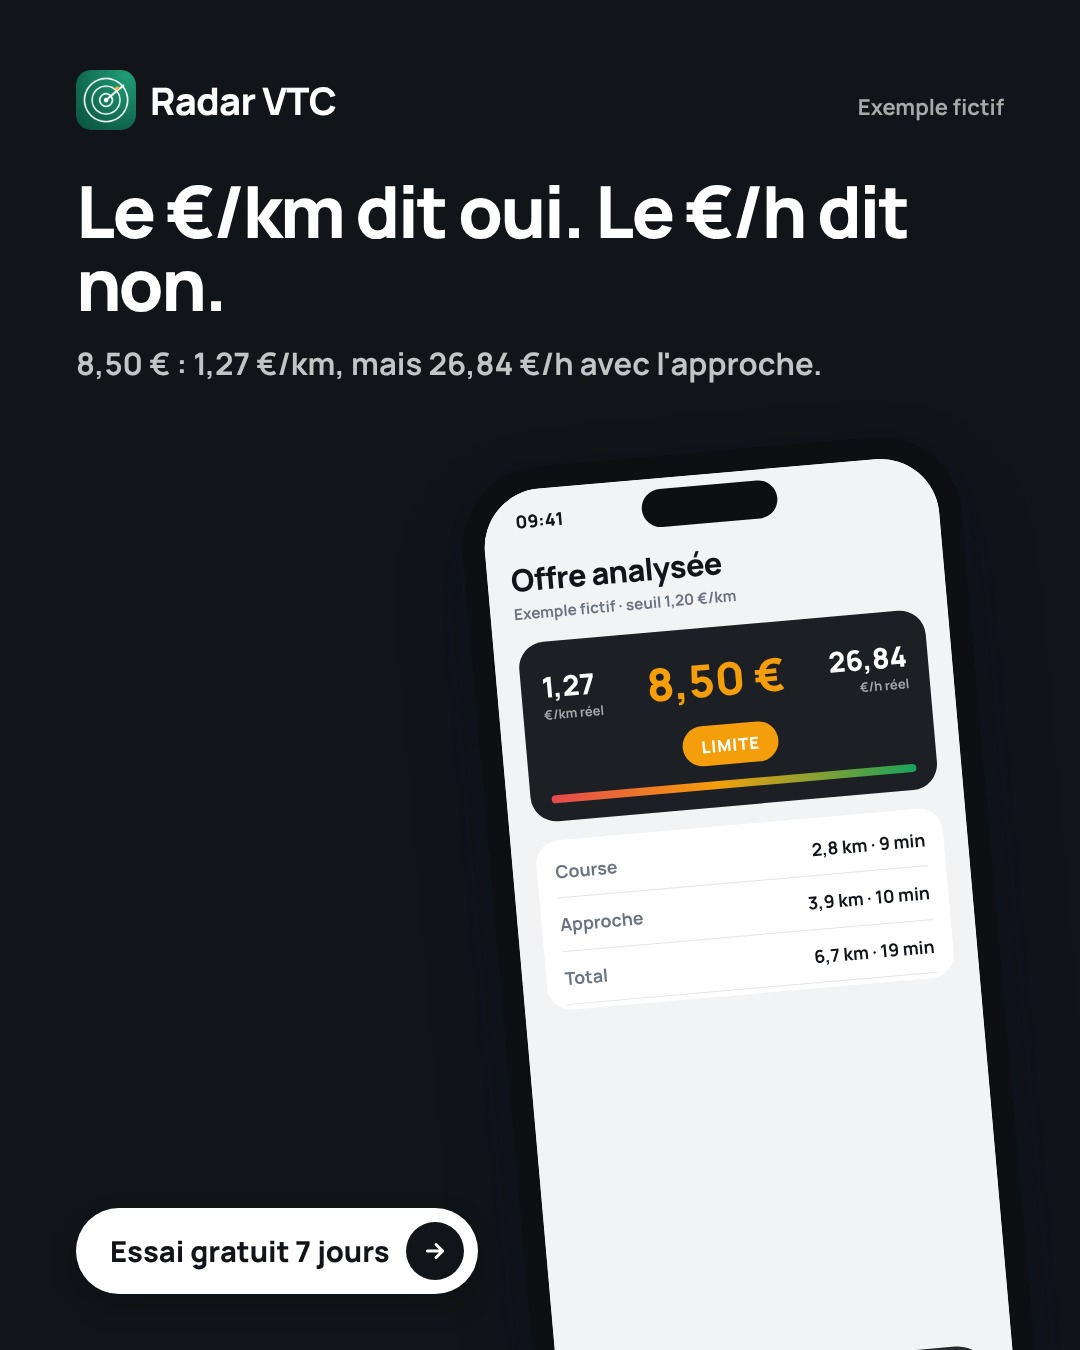 Radar VTC
Exemple fictif
Le €/km dit oui. Le €/h dit
non.
8,50 € : 1,27 €/km, mais 26,84 €/h avec l'approche.
09:41
Offre analysée
Exemple fictif · seuil 1,20 €/km
1,27
€/km réel
8,50 €
26,84
€/h réel
LIMITE
Course
2,8 km · 9 min
Approche
3,9 km · 10 min
Total
6,7 km · 19 min
Essai gratuit 7 jours